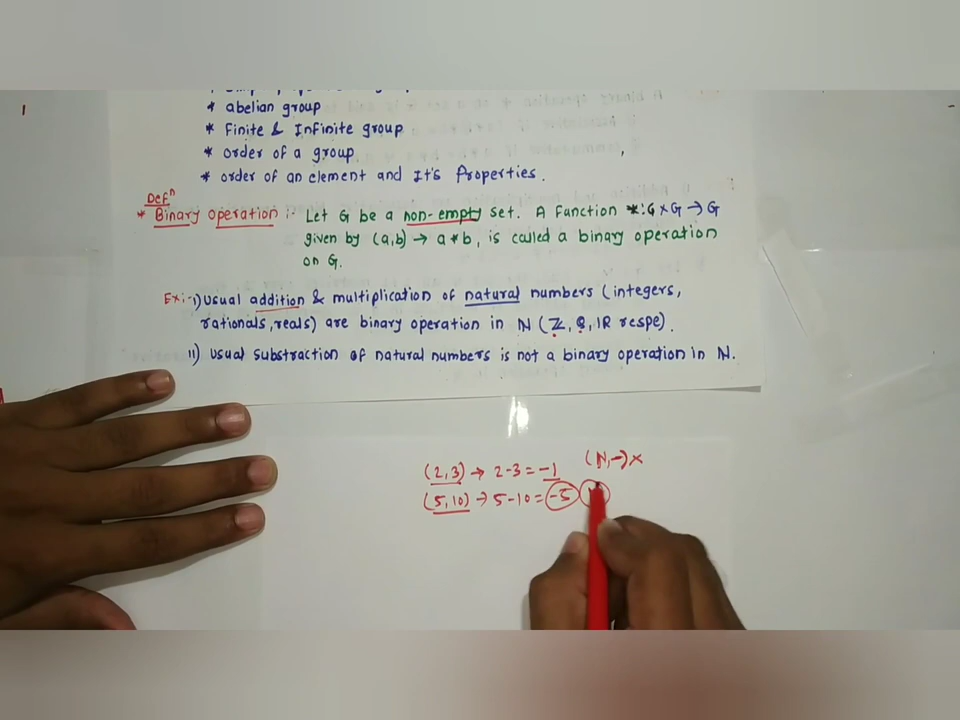 * abelian group
* Finite & Infinite group
* order of a group
* order of an element and It's Properties.
Defⁿ
* Binary operation :- Let G be a non-empty set. A Function *: G × G → G
given by (a,b) → a * b, is called a binary operation
on G.
Ex:- i) Usual addition & multiplication of natural numbers (integers,
rationals, reals) are binary operation in N (Z, Q, IR respe).
II) Usual substraction of natural numbers is not a binary operation in N.
(2,3) → 2-3 = -1 (N,-) ×
(5,10) → 5-10 = -5